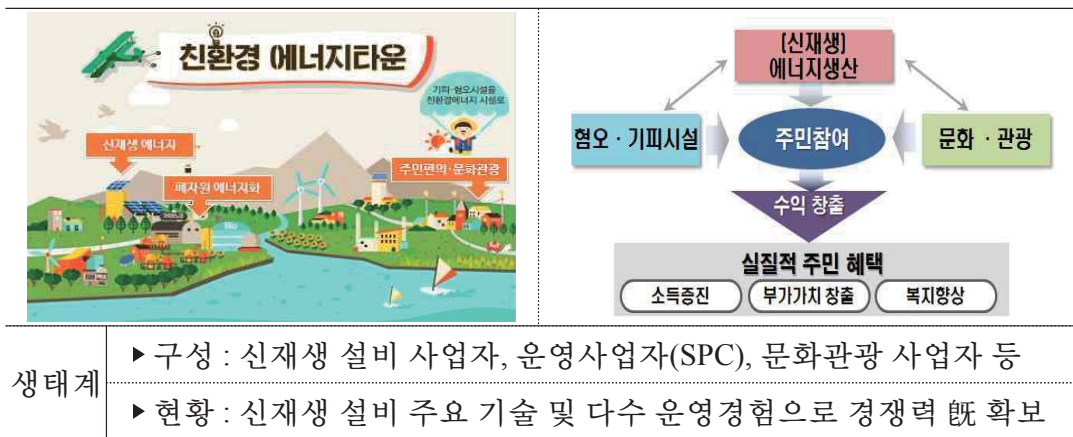 친환경 에너지타운
기피·혐오시설을
친환경에너지 시설로
신재생 에너지
폐자원 에너지화
주민편의·문화관광
(신재생)
에너지생산
혐오 · 기피시설
주민참여
문화 · 관광
수익 창출
실질적 주민 혜택
소득증진
부가가치 창출
복지향상
생태계
▶구성 : 신재생 설비 사업자, 운영사업자(SPC), 문화관광 사업자 등
▶현황 : 신재생 설비 주요 기술 및 다수 운영경험으로 경쟁력 旣 확보